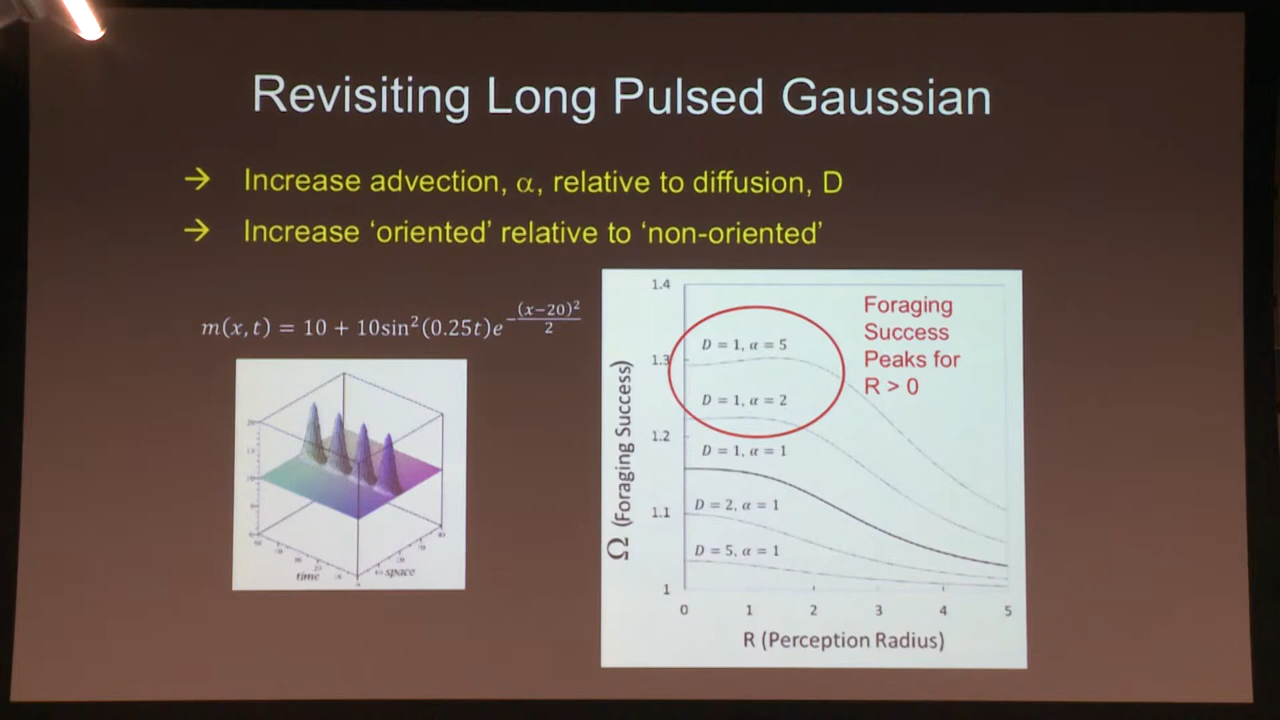 Revisiting Long Pulsed Gaussian
→ Increase advection, α, relative to diffusion, D
→ Increase ‘oriented’ relative to ‘non-oriented’
m(x, t) = 10 + 10sin²(0.25t)e^−(x−20)²/2
time
space
Ω (Foraging Success)
1.4
1.3
1.2
1.1
1
D = 1, α = 5
D = 1, α = 2
D = 1, α = 1
D = 2, α = 1
D = 5, α = 1
Foraging
Success
Peaks for
R > 0
0 1 2 3 4 5
R (Perception Radius)